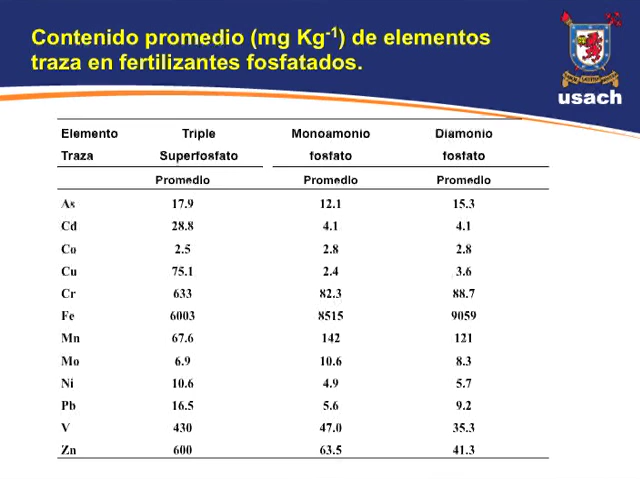 Contenido promedio (mg Kg-1) de elementos
traza en fertilizantes fosfatados.
usach
Elemento Triple Monoamonio Diamonio
Traza Superfosfato fosfato fosfato
Promedio Promedio Promedio
As 17.9 12.1 15.3
Cd 28.8 4.1 4.1
Co 2.5 2.8 2.8
Cu 75.1 2.4 3.6
Cr 633 82.3 88.7
Fe 6003 8515 9059
Mn 67.6 142 121
Mo 6.9 10.6 8.3
Ni 10.6 4.9 5.7
Pb 16.5 5.6 9.2
V 430 47.0 35.3
Zn 600 63.5 41.3